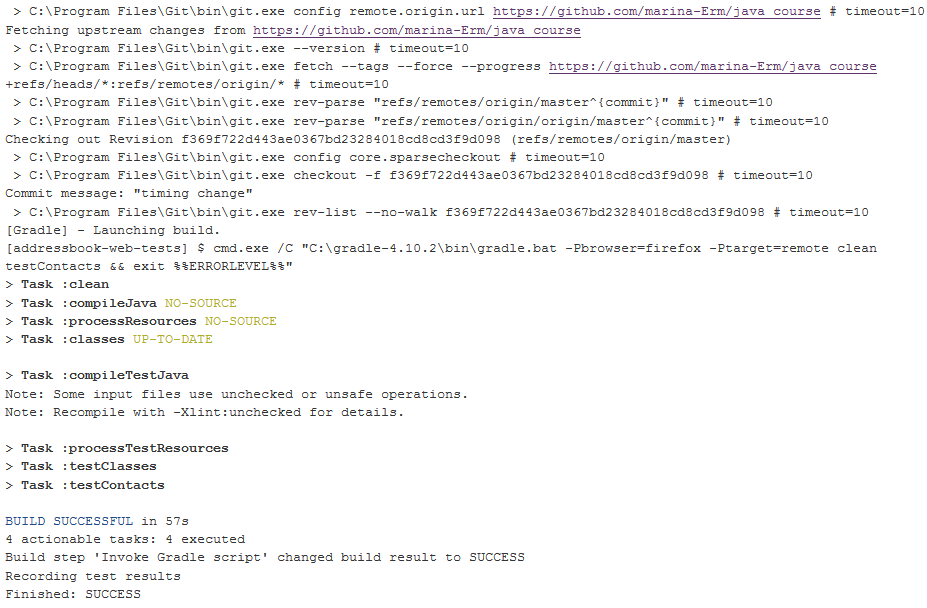 > C:\Program Files\Git\bin\git.exe config remote.origin.url https://github.com/marina-Erm/java_course # timeout=10
Fetching upstream changes from https://github.com/marina-Erm/java_course
> C:\Program Files\Git\bin\git.exe --version # timeout=10
> C:\Program Files\Git\bin\git.exe fetch --tags --force --progress https://github.com/marina-Erm/java_course
+refs/heads/*:refs/remotes/origin/* # timeout=10
> C:\Program Files\Git\bin\git.exe rev-parse "refs/remotes/origin/master^{commit}" # timeout=10
> C:\Program Files\Git\bin\git.exe rev-parse "refs/remotes/origin/origin/master^{commit}" # timeout=10
Checking out Revision f369f722d443ae0367bd23284018cd8cd3f9d098 (refs/remotes/origin/master)
> C:\Program Files\Git\bin\git.exe config core.sparsecheckout # timeout=10
> C:\Program Files\Git\bin\git.exe checkout -f f369f722d443ae0367bd23284018cd8cd3f9d098 # timeout=10
Commit message: "timing change"
> C:\Program Files\Git\bin\git.exe rev-list --no-walk f369f722d443ae0367bd23284018cd8cd3f9d098 # timeout=10
[Gradle] - Launching build.
[addressbook-web-tests] $ cmd.exe /C "C:\gradle-4.10.2\bin\gradle.bat -Pbrowser=firefox -Ptarget=remote clean
testContacts && exit %%ERRORLEVEL%%"
> Task :clean
> Task :compileJava NO-SOURCE
> Task :processResources NO-SOURCE
> Task :classes UP-TO-DATE
> Task :compileTestJava
Note: Some input files use unchecked or unsafe operations.
Note: Recompile with -Xlint:unchecked for details.
> Task :processTestResources
> Task :testClasses
> Task :testContacts
BUILD SUCCESSFUL in 57s
4 actionable tasks: 4 executed
Build step 'Invoke Gradle script' changed build result to SUCCESS
Recording test results
Finished: SUCCESS